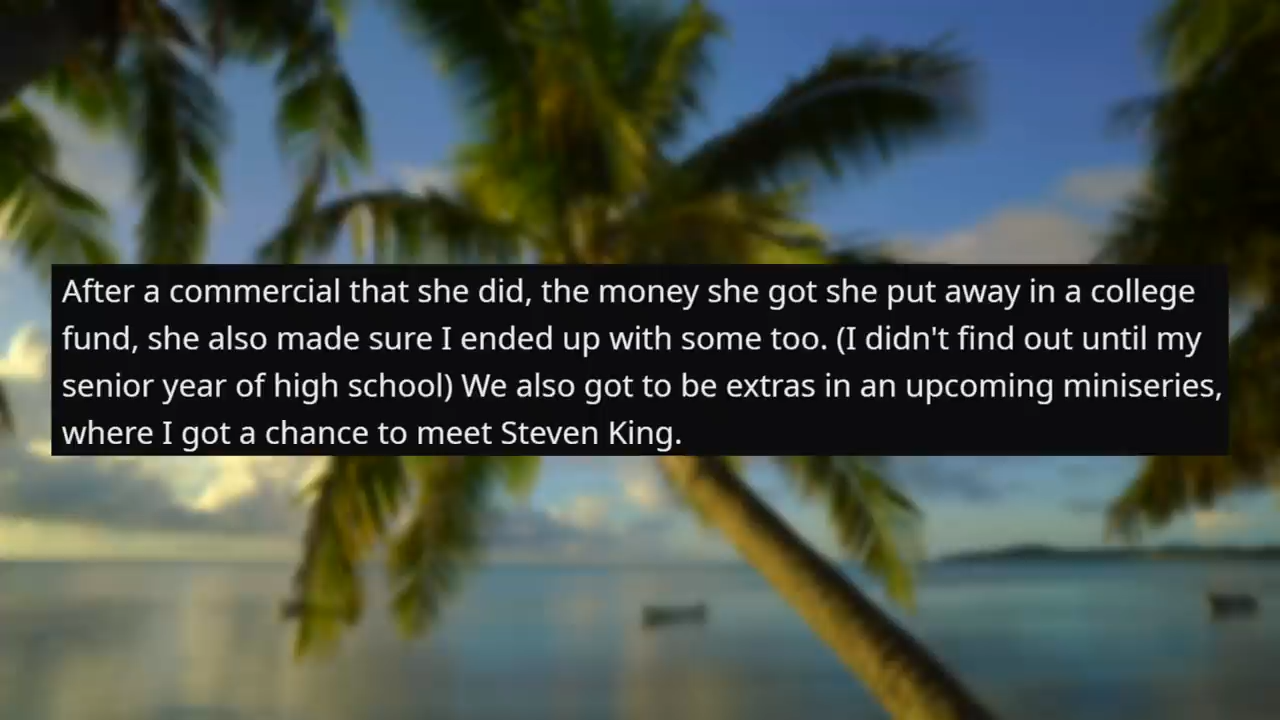 After a commercial that she did, the money she got she put away in a college
fund, she also made sure I ended up with some too. (I didn't find out until my
senior year of high school) We also got to be extras in an upcoming miniseries,
where I got a chance to meet Steven King.